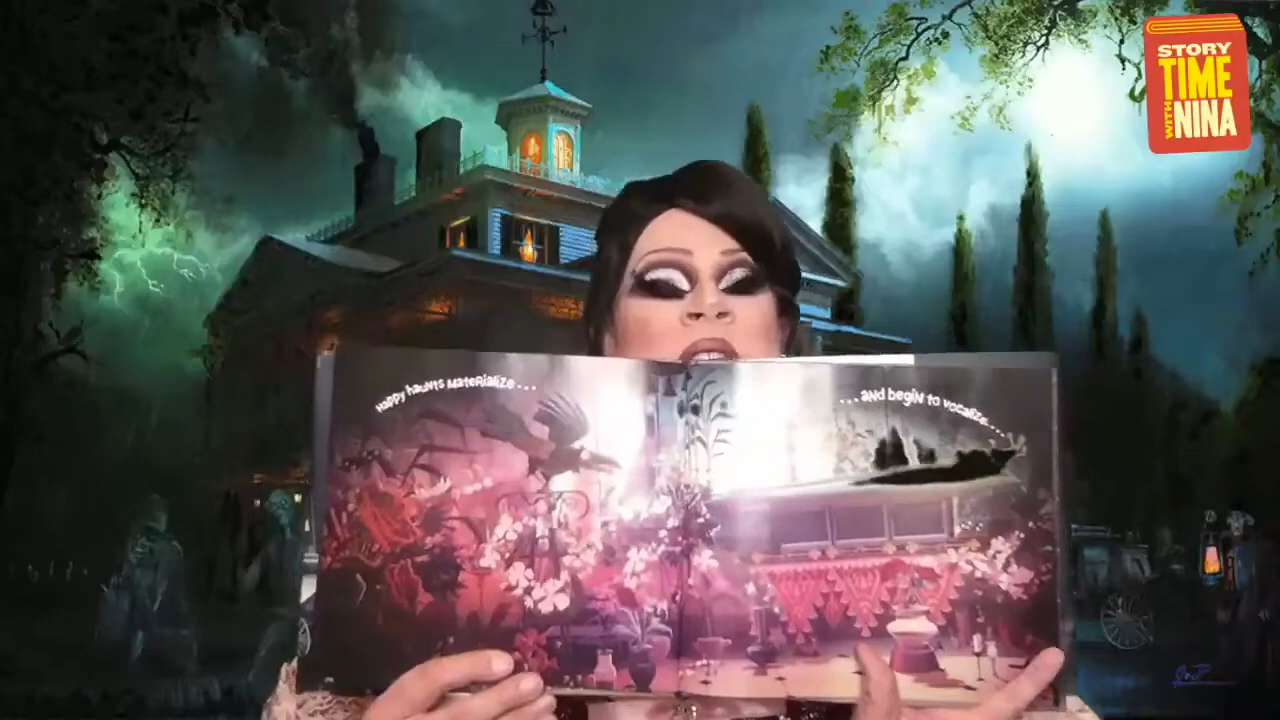 STORY
TIME
WITH
NINA
Happy haunts Materialize...
...and begin to vocalize...